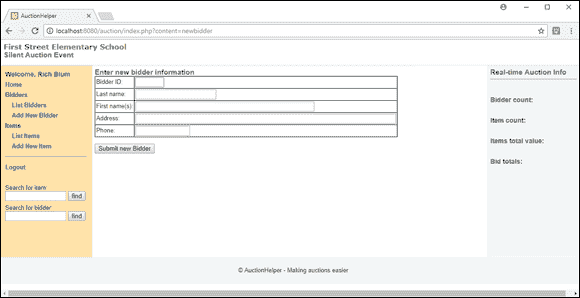 AuctionHelper
localhost:8080/auction/index.php?content=newbidder
First Street Elementary School
Silent Auction Event
Welcome, Rich Blum
Home
Bidders
List Bidders
Add New Bidder
Items
List Items
Add New Item
Logout
Search for item
find
Search for bidder
find
Enter new bidder information
Bidder ID:
Last name:
First name(s):
Address:
Phone:
Submit new Bidder
Real-time Auction Info
Bidder count:
Item count:
Items total value:
Bid totals:
© AuctionHelper - Making auctions easier